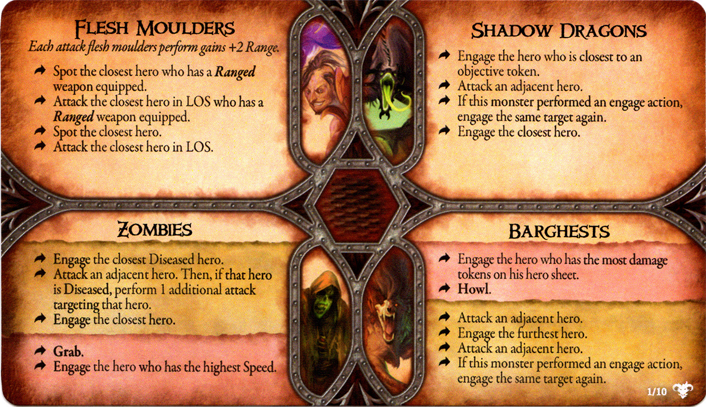 FLESH MOULDERS
Each attack flesh moulders perform gains +2 Range.
Spot the closest hero who has a Ranged
weapon equipped.
Attack the closest hero in LOS who has a
Ranged weapon equipped.
Spot the closest hero.
Attack the closest hero in LOS.
SHADOW DRAGONS
Engage the hero who is closest to an
objective token.
Attack an adjacent hero.
If this monster performed an engage action,
engage the same target again.
Engage the closest hero.
ZOMBIES
Engage the closest Diseased hero.
Attack an adjacent hero. Then, if that hero
is Diseased, perform 1 additional attack
targeting that hero.
Engage the closest hero.
Grab.
Engage the hero who has the highest Speed.
BARGHESTS
Engage the hero who has the most damage
tokens on his hero sheet.
Howl.
Attack an adjacent hero.
Engage the furthest hero.
Attack an adjacent hero.
If this monster performed an engage action,
engage the same target again.
1/10